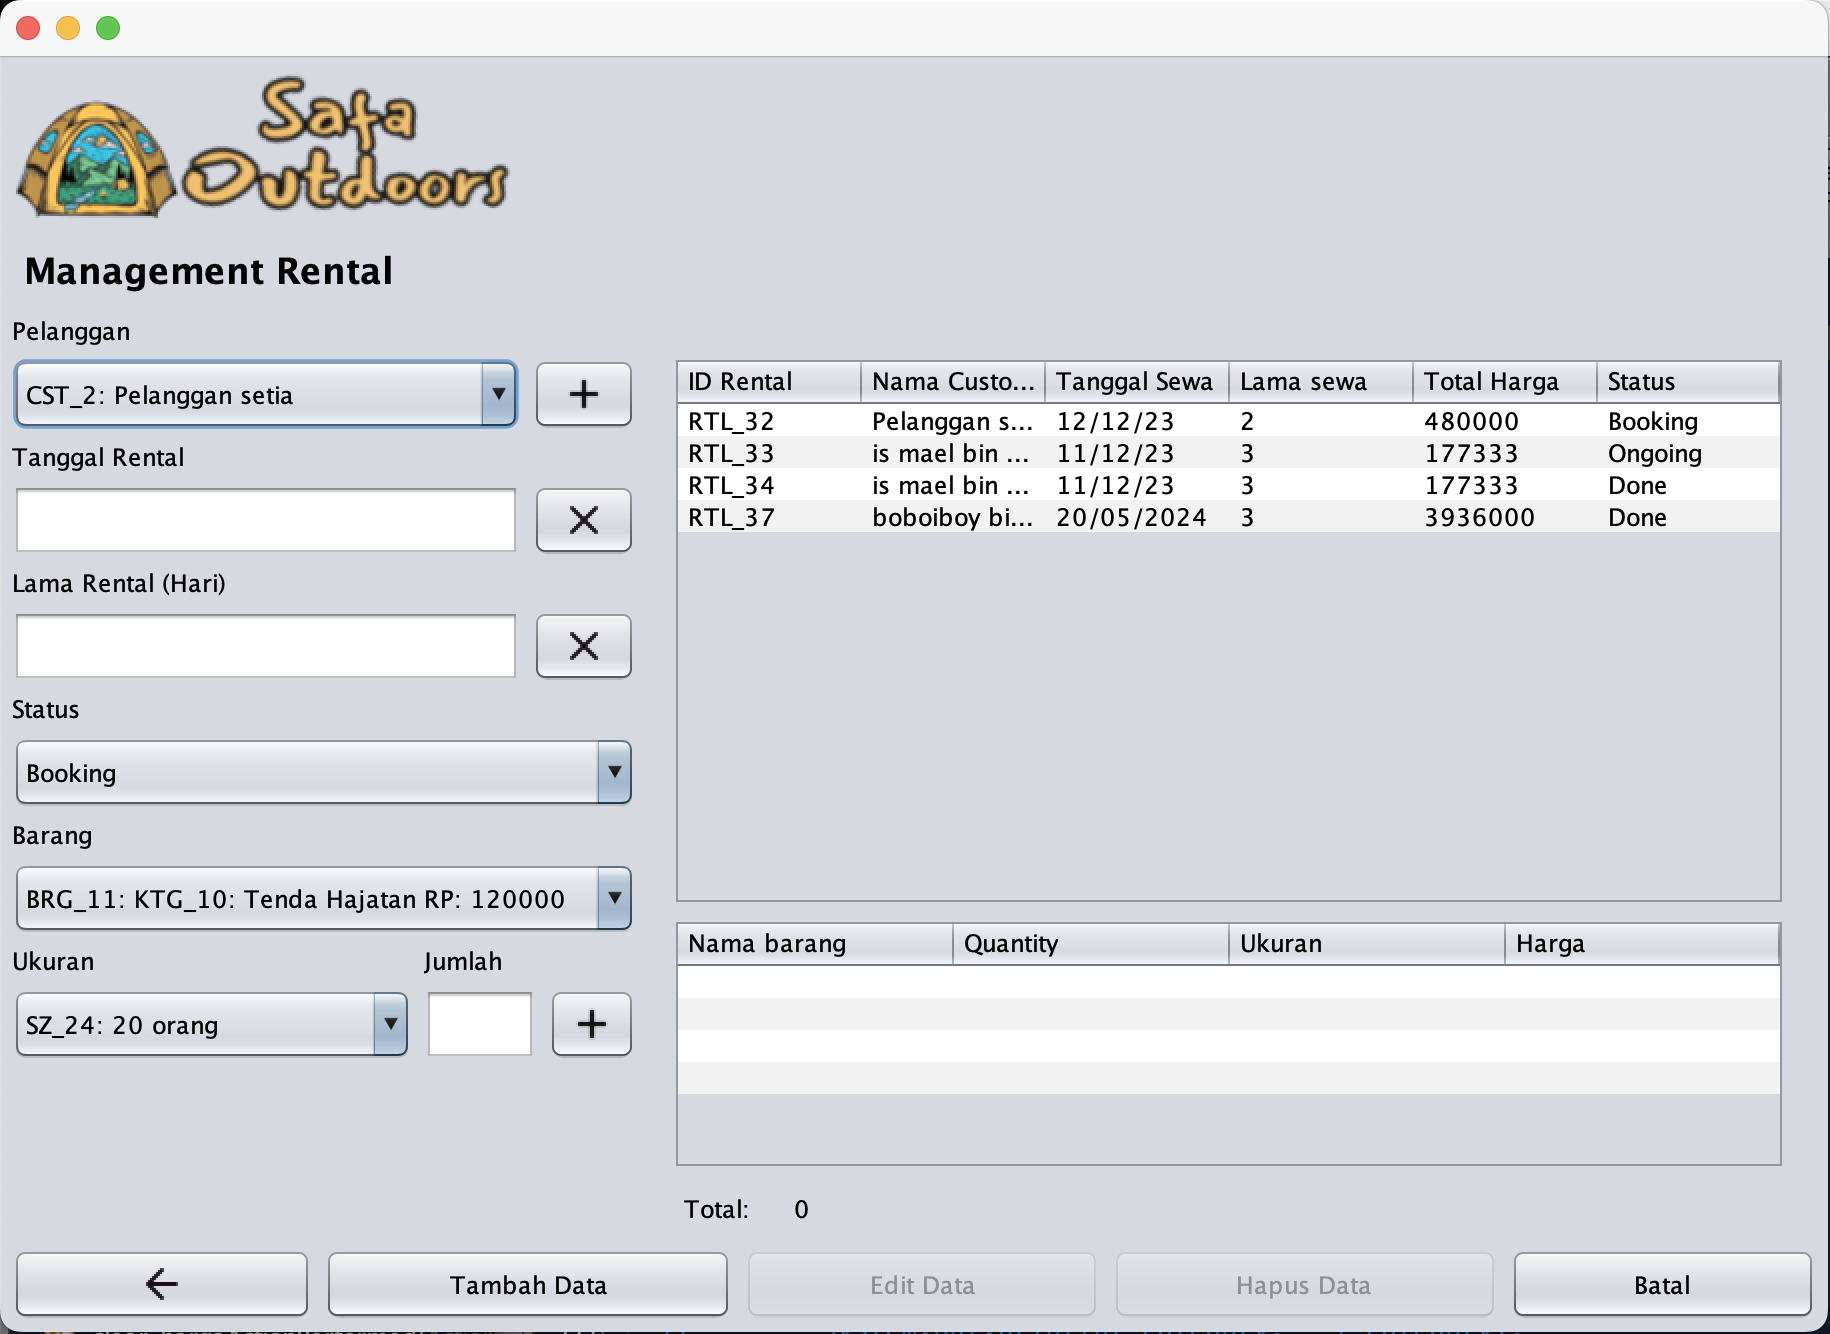 Safa
Outdoors
Management Rental
Pelanggan
CST_2: Pelanggan setia
Tanggal Rental
Lama Rental (Hari)
Status
Booking
Barang
BRG_11: KTG_10: Tenda Hajatan RP: 120000
Ukuran Jumlah
SZ_24: 20 orang
ID Rental Nama Custo... Tanggal Sewa Lama sewa Total Harga Status
RTL_32 Pelanggan s... 12/12/23 2 480000 Booking
RTL_33 is mael bin ... 11/12/23 3 177333 Ongoing
RTL_34 is mael bin ... 11/12/23 3 177333 Done
RTL_37 boboiboy bi... 20/05/2024 3 3936000 Done
Nama barang Quantity Ukuran Harga
Total: 0
Tambah Data Edit Data Hapus Data Batal